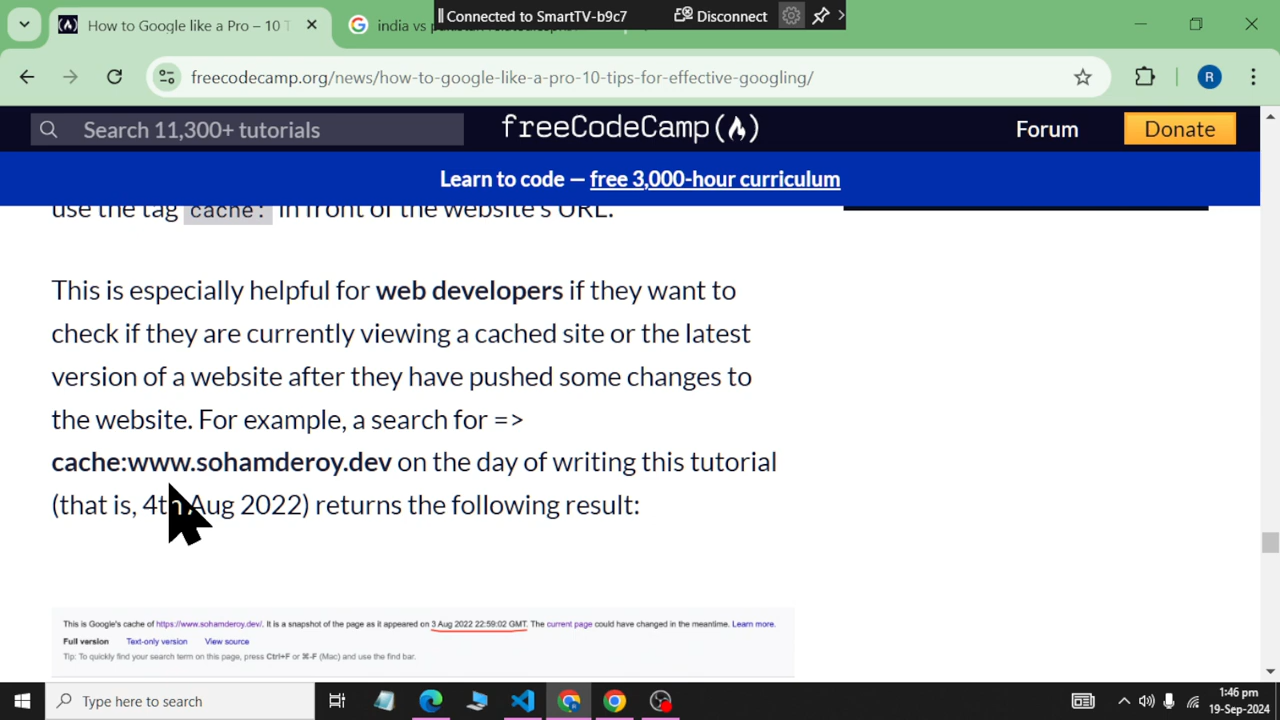 Connected to SmartTV-b9c7 Disconnect
How to Google like a Pro – 10 T
india vs
freecodecamp.org/news/how-to-google-like-a-pro-10-tips-for-effective-googling/
R
Search 11,300+ tutorials
freeCodeCamp
Forum
Donate
Learn to code — free 3,000-hour curriculum
use the tag cache: in front of the website's URL.
This is especially helpful for web developers if they want to
check if they are currently viewing a cached site or the latest
version of a website after they have pushed some changes to
the website. For example, a search for =>
cache:www.sohamderoy.dev on the day of writing this tutorial
(that is, 4th Aug 2022) returns the following result:
This is Google's cache of https://www.sohamderoy.dev/. It is a snapshot of the page as it appeared on 3 Aug 2022 22:59:02 GMT. The current page could have changed in the meantime. Learn more.
Full version Text-only version View source
Tip: To quickly find your search term on this page, press Ctrl+F or ⌘-F (Mac) and use the find bar.
Type here to search
1:46 pm
19-Sep-2024